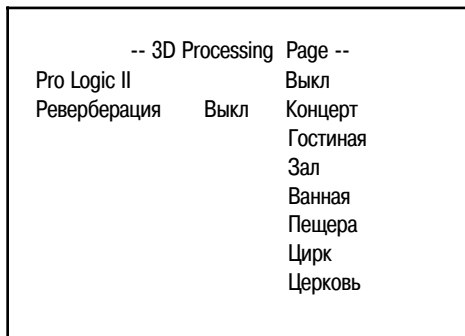 -- 3D Processing Page --
Pro Logic II Выкл
Реверберация Выкл Концерт
Гостиная
Зал
Ванная
Пещера
Цирк
Церковь